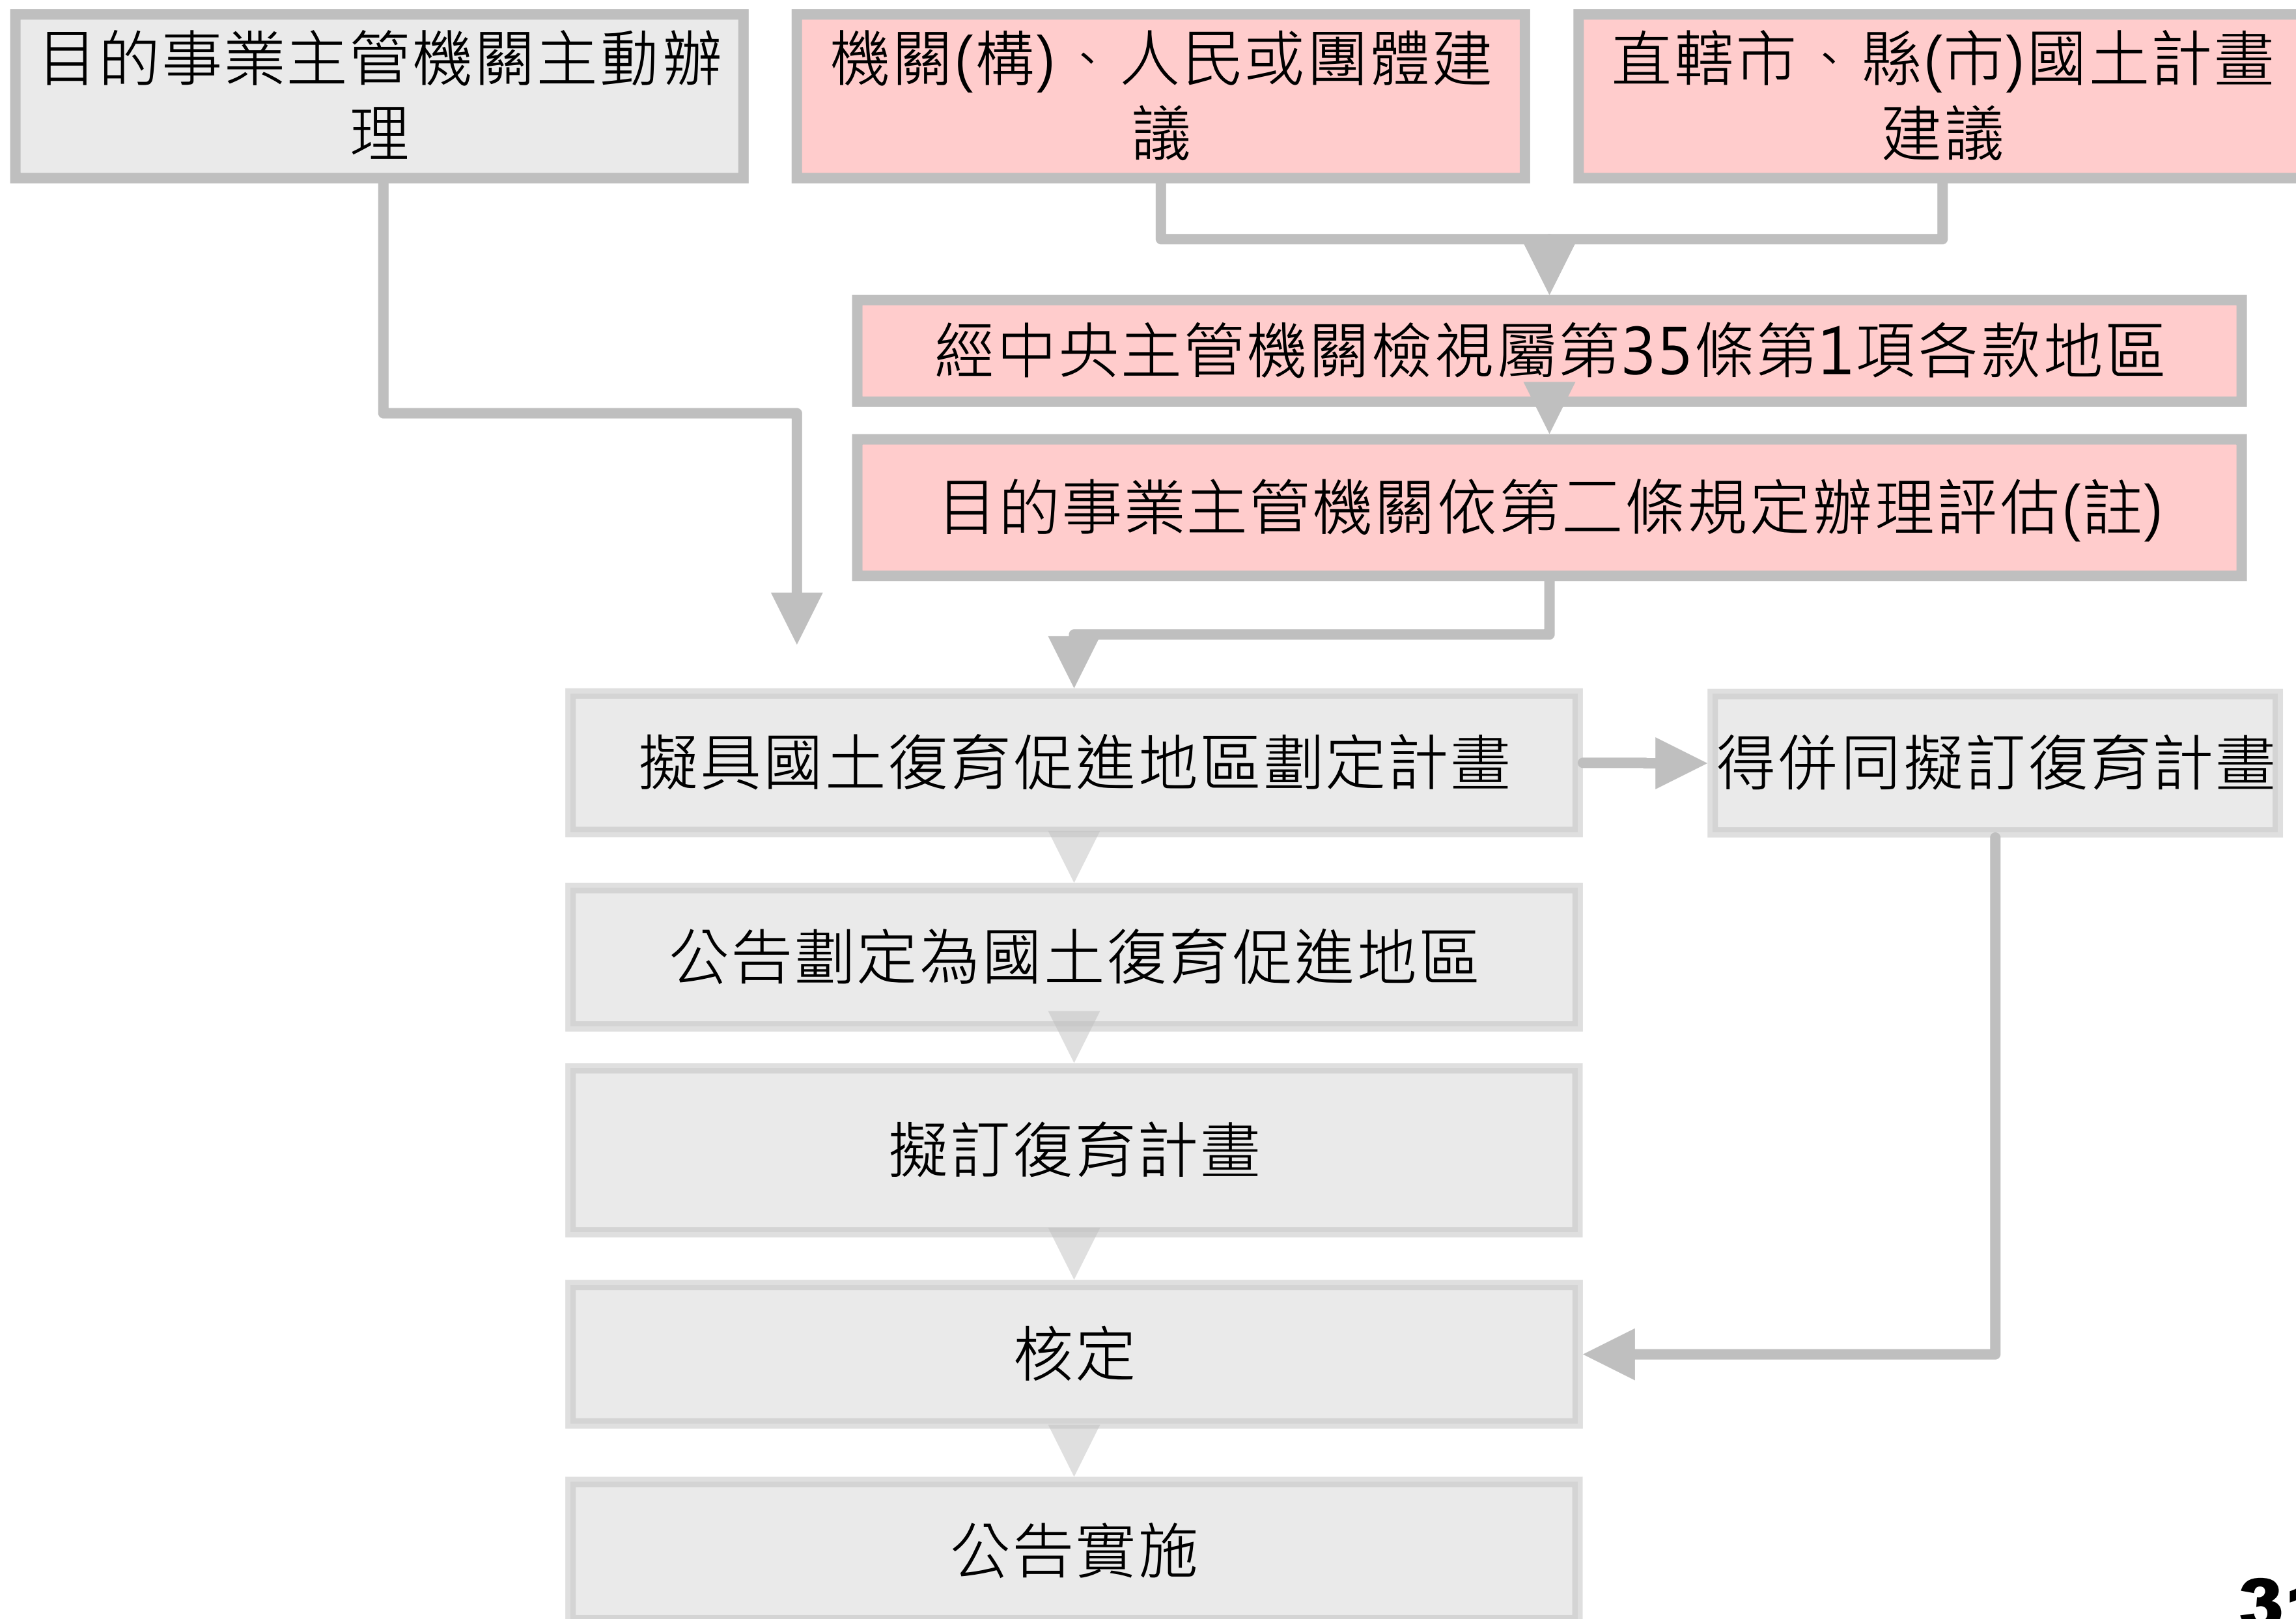 目的事業主管機關主動辦
理
機關(構)、人民或團體建
議
直轄市、縣(市)國土計畫
建議
經中央主管機關檢視屬第35條第1項各款地區
目的事業主管機關依第二條規定辦理評估(註)
擬具國土復育促進地區劃定計畫
得併同擬訂復育計畫
公告劃定為國土復育促進地區
擬訂復育計畫
核定
公告實施